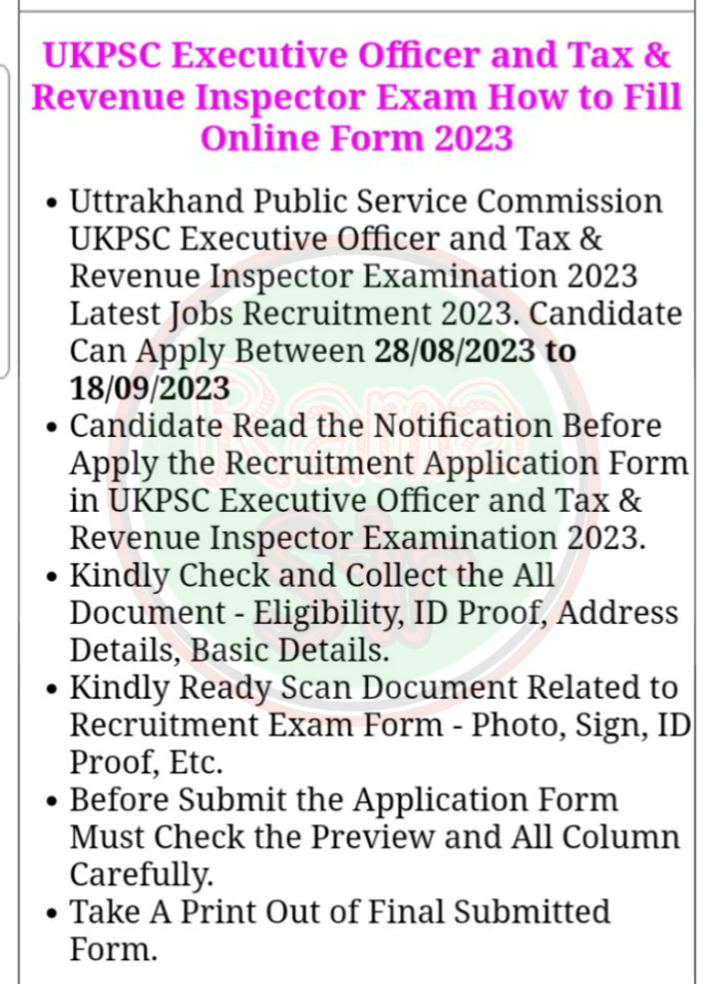 UKPSC Executive Officer and Tax &
Revenue Inspector Exam How to Fill
Online Form 2023
• Uttrakhand Public Service Commission
UKPSC Executive Officer and Tax &
Revenue Inspector Examination 2023
Latest Jobs Recruitment 2023. Candidate
Can Apply Between 28/08/2023 to
18/09/2023
• Candidate Read the Notification Before
Apply the Recruitment Application Form
in UKPSC Executive Officer and Tax &
Revenue Inspector Examination 2023.
• Kindly Check and Collect the All
Document - Eligibility, ID Proof, Address
Details, Basic Details.
• Kindly Ready Scan Document Related to
Recruitment Exam Form - Photo, Sign, ID
Proof, Etc.
• Before Submit the Application Form
Must Check the Preview and All Column
Carefully.
• Take A Print Out of Final Submitted
Form.
Rama
Sir